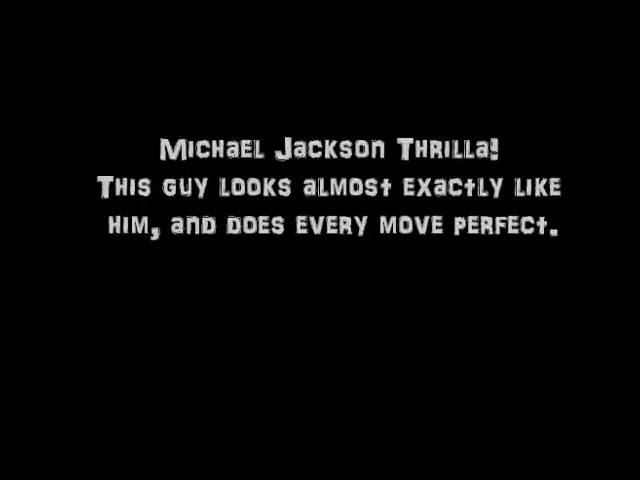 Michael Jackson Thrilla!
This guy looks almost exactly like
him, and does every move perfect.